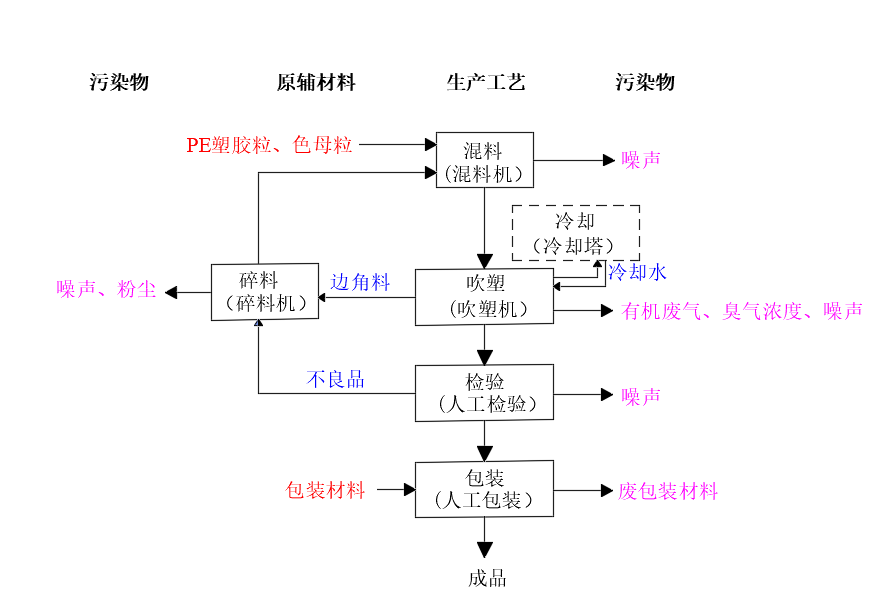 污染物 原辅材料 生产工艺 污染物
PE塑胶粒、色母粒
混料
（混料机）
噪声
冷却
（冷却塔）
冷却水
噪声、粉尘
碎料
（碎料机）
边角料
吹塑
（吹塑机）
有机废气、臭气浓度、噪声
不良品
检验
（人工检验）
噪声
包装材料
包装
（人工包装）
废包装材料
成品